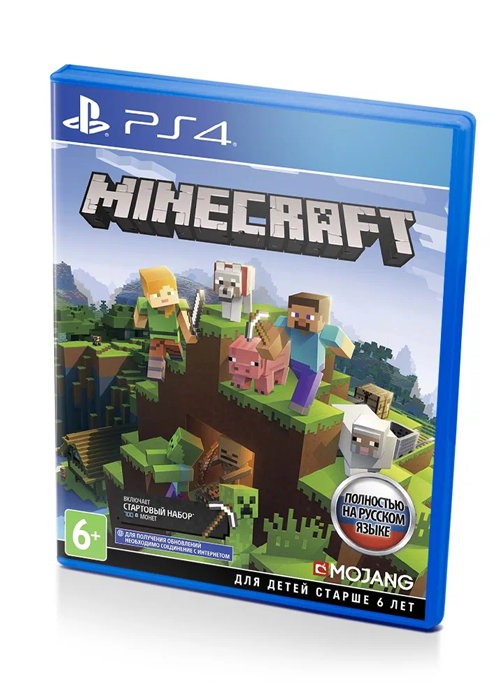 PS4
MINECRAFT
ВКЛЮЧАЕТ
СТАРТОВЫЙ НАБОР*
МОНЕТ
ДЛЯ ПОЛУЧЕНИЯ ОБНОВЛЕНИЙ
НЕОБХОДИМО СОЕДИНЕНИЕ С ИНТЕРНЕТОМ
6+
ПОЛНОСТЬЮ
НА РУССКОМ
ЯЗЫКЕ
MOJANG
ДЛЯ ДЕТЕЙ СТАРШЕ 6 ЛЕТ